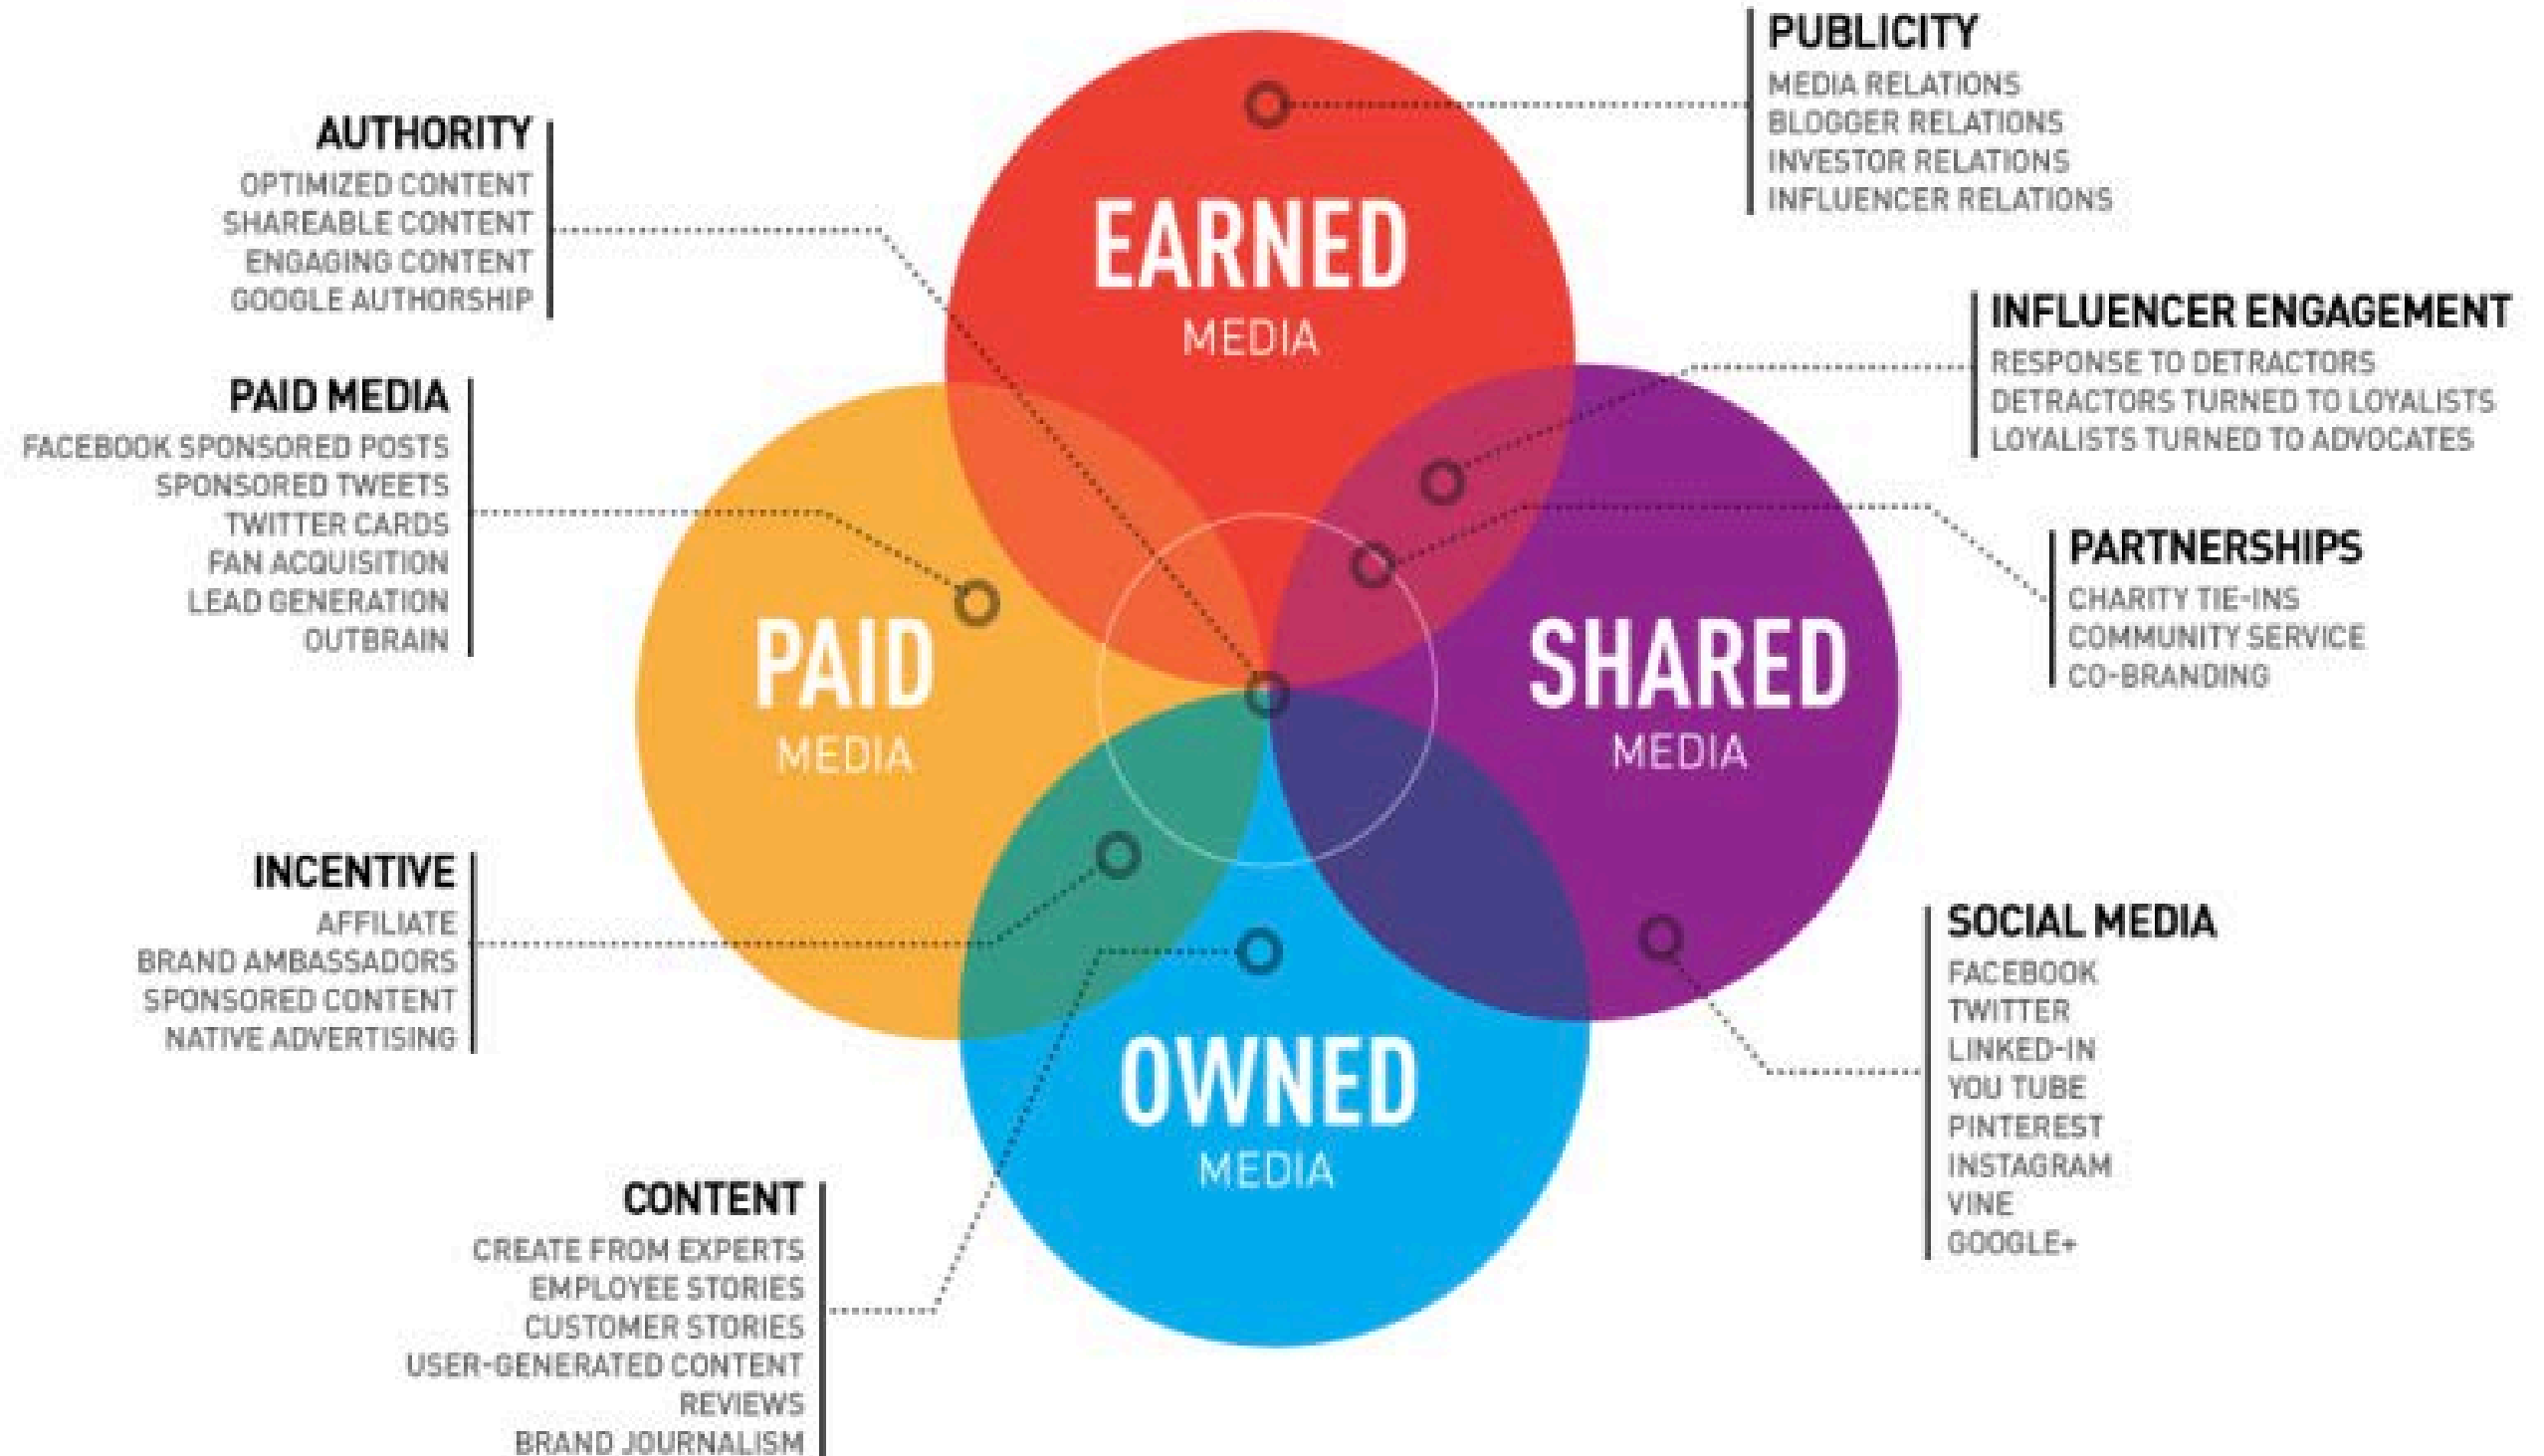 PUBLICITY
MEDIA RELATIONS
BLOGGER RELATIONS
INVESTOR RELATIONS
INFLUENCER RELATIONS
AUTHORITY
OPTIMIZED CONTENT
SHAREABLE CONTENT
ENGAGING CONTENT
GOOGLE AUTHORSHIP
EARNED
MEDIA
INFLUENCER ENGAGEMENT
RESPONSE TO DETRACTORS
DETRACTORS TURNED TO LOYALISTS
LOYALISTS TURNED TO ADVOCATES
PAID MEDIA
FACEBOOK SPONSORED POSTS
SPONSORED TWEETS
TWITTER CARDS
FAN ACQUISITION
LEAD GENERATION
OUTBRAIN
PARTNERSHIPS
CHARITY TIE-INS
COMMUNITY SERVICE
CO-BRANDING
PAID
MEDIA
SHARED
MEDIA
INCENTIVE
AFFILIATE
BRAND AMBASSADORS
SPONSORED CONTENT
NATIVE ADVERTISING
SOCIAL MEDIA
FACEBOOK
TWITTER
LINKED-IN
YOU TUBE
PINTEREST
INSTAGRAM
VINE
GOOGLE+
OWNED
MEDIA
CONTENT
CREATE FROM EXPERTS
EMPLOYEE STORIES
CUSTOMER STORIES
USER-GENERATED CONTENT
REVIEWS
BRAND JOURNALISM